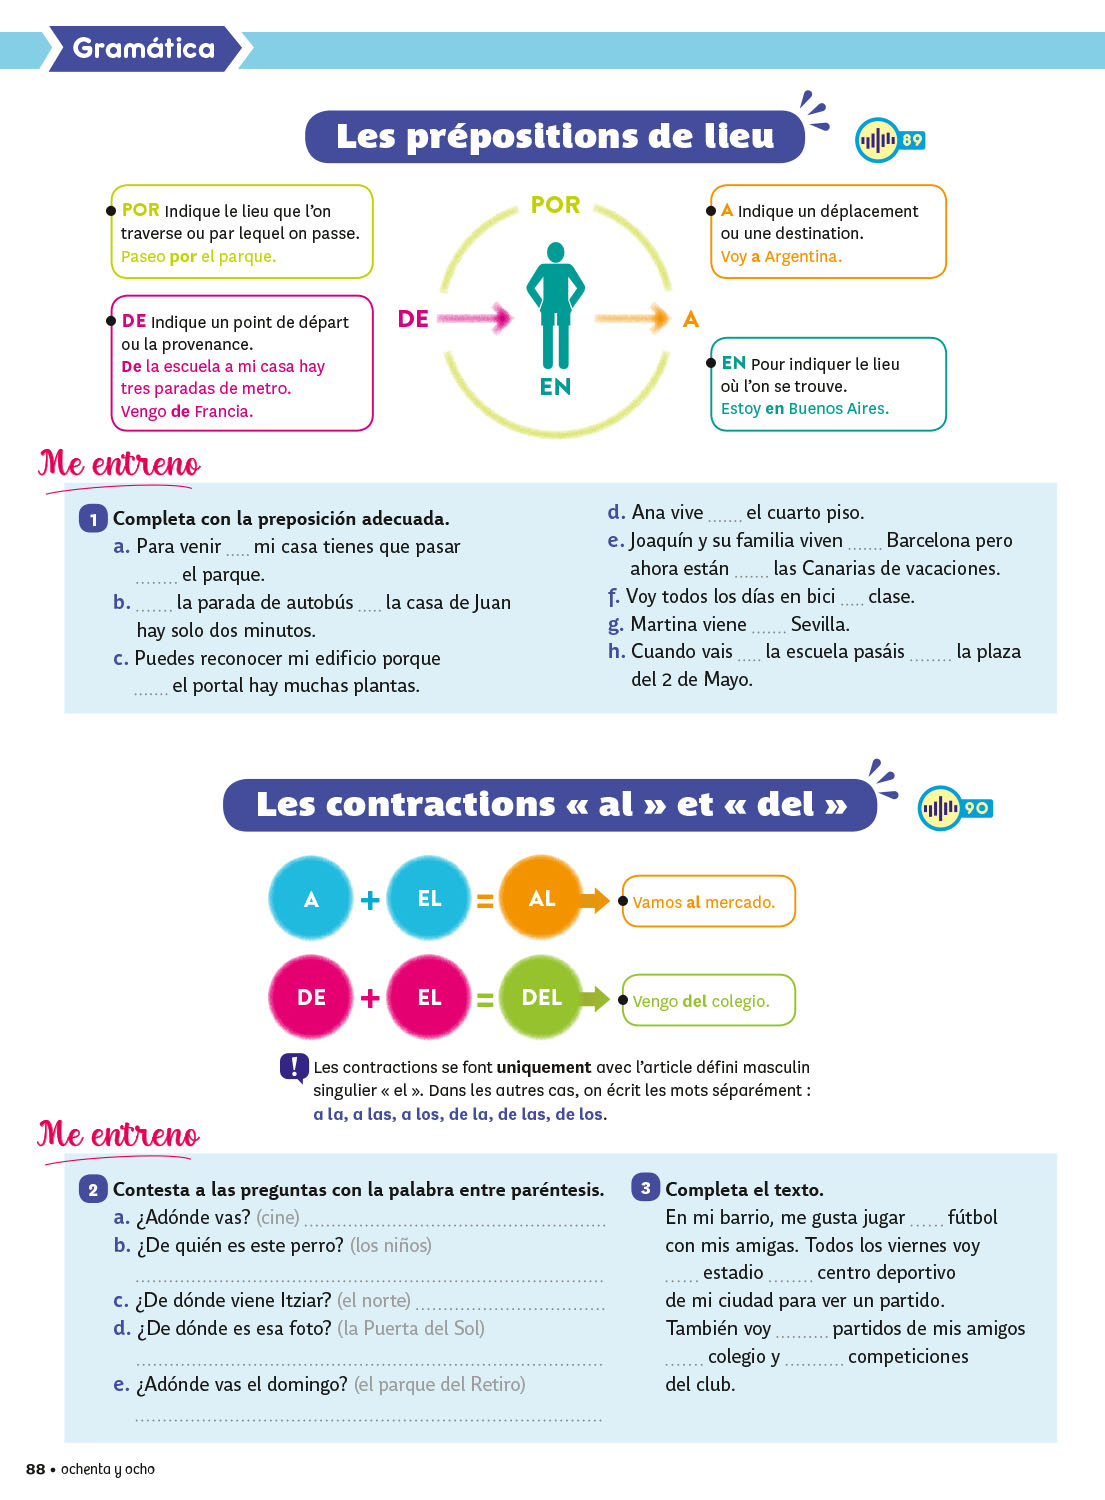 Gramática
Les prépositions de lieu
89
POR Indique le lieu que l'on
traverse ou par lequel on passe.
Paseo por el parque.
DE Indique un point de départ
ou la provenance.
De la escuela a mi casa hay
tres paradas de metro.
Vengo de Francia.
POR
DE
A
EN
A Indique un déplacement
ou une destination.
Voy a Argentina.
EN Pour indiquer le lieu
où l'on se trouve.
Estoy en Buenos Aires.
Me entreno
1 Completa con la preposición adecuada.
a. Para venir ..... mi casa tienes que pasar
........ el parque.
b. ....... la parada de autobús ..... la casa de Juan
hay solo dos minutos.
c. Puedes reconocer mi edificio porque
....... el portal hay muchas plantas.
d. Ana vive ....... el cuarto piso.
e. Joaquín y su familia viven ....... Barcelona pero
ahora están ....... las Canarias de vacaciones.
f. Voy todos los días en bici ..... clase.
g. Martina viene ....... Sevilla.
h. Cuando vais ..... la escuela pasáis ........ la plaza
del 2 de Mayo.
Les contractions « al » et « del »
90
A + EL = AL Vamos al mercado.
DE + EL = DEL Vengo del colegio.
! Les contractions se font uniquement avec l'article défini masculin
singulier « el ». Dans les autres cas, on écrit les mots séparément :
a la, a las, a los, de la, de las, de los.
Me entreno
2 Contesta a las preguntas con la palabra entre paréntesis.
a. ¿Adónde vas? (cine) ........................................................
b. ¿De quién es este perro? (los niños)
......................................................................................
c. ¿De dónde viene Itziar? (el norte) ...................................
d. ¿De dónde es esa foto? (la Puerta del Sol)
......................................................................................
e. ¿Adónde vas el domingo? (el parque del Retiro)
......................................................................................
3 Completa el texto.
En mi barrio, me gusta jugar ...... fútbol
con mis amigas. Todos los viernes voy
...... estadio ........ centro deportivo
de mi ciudad para ver un partido.
También voy .......... partidos de mis amigos
....... colegio y ........... competiciones
del club.
88 • ochenta y ocho